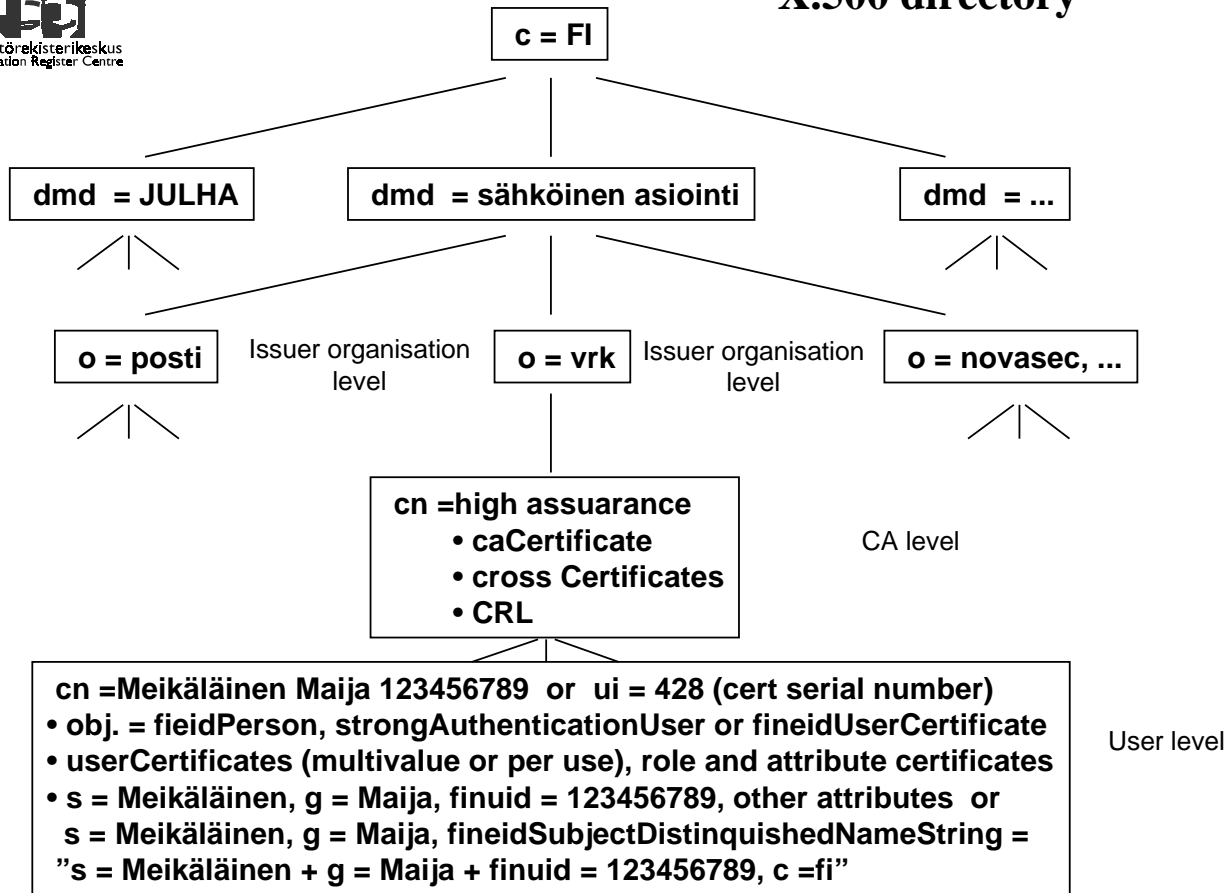 X.500 directory
törekisterikeskus
ation Register Centre
c = FI
dmd = JULHA
dmd = sähköinen asiointi
dmd = ...
o = posti
Issuer organisation
level
o = vrk
Issuer organisation
level
o = novasec, ...
cn =high assuarance
• caCertificate
• cross Certificates
• CRL
CA level
cn =Meikäläinen Maija 123456789 or ui = 428 (cert serial number)
• obj. = fieidPerson, strongAuthenticationUser or fineidUserCertificate
• userCertificates (multivalue or per use), role and attribute certificates
• s = Meikäläinen, g = Maija, finuid = 123456789, other attributes or
s = Meikäläinen, g = Maija, fineidSubjectDistinquishedNameString =
”s = Meikäläinen + g = Maija + finuid = 123456789, c =fi”
User level